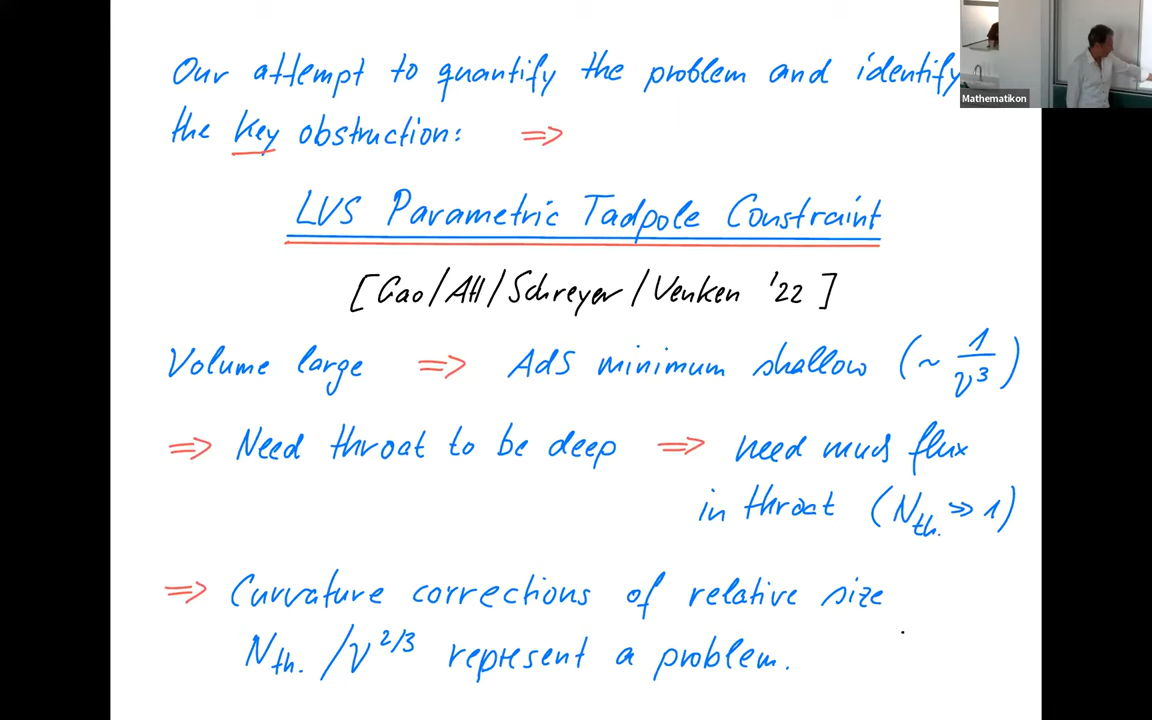 Our attempt to quantify the problem and identify
the key obstruction: ⇒
LVS Parametric Tadpole Constraint
[Gao/AH/Schreyer/Venken '22]
Volume large ⇒ AdS minimum shallow (~ 1/𝒱³)
⇒ Need throat to be deep ⇒ need much flux
in throat (N_th. ≫ 1)
⇒ Curvature corrections of relative size
N_th. /𝒱^2/3 represent a problem.
Mathematikon